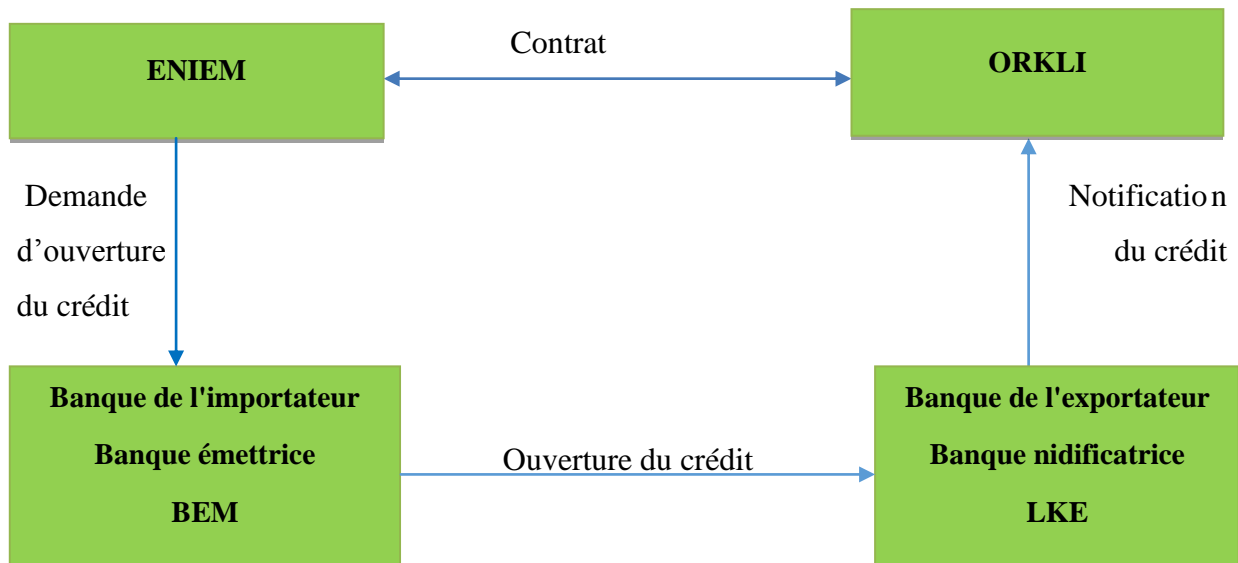 ENIEM
Contrat
ORKLI
Demande
d’ouverture
du crédit
Notification
du crédit
Banque de l'importateur
Banque émettrice
BEM
Ouverture du crédit
Banque de l'exportateur
Banque nidificatrice
LKE